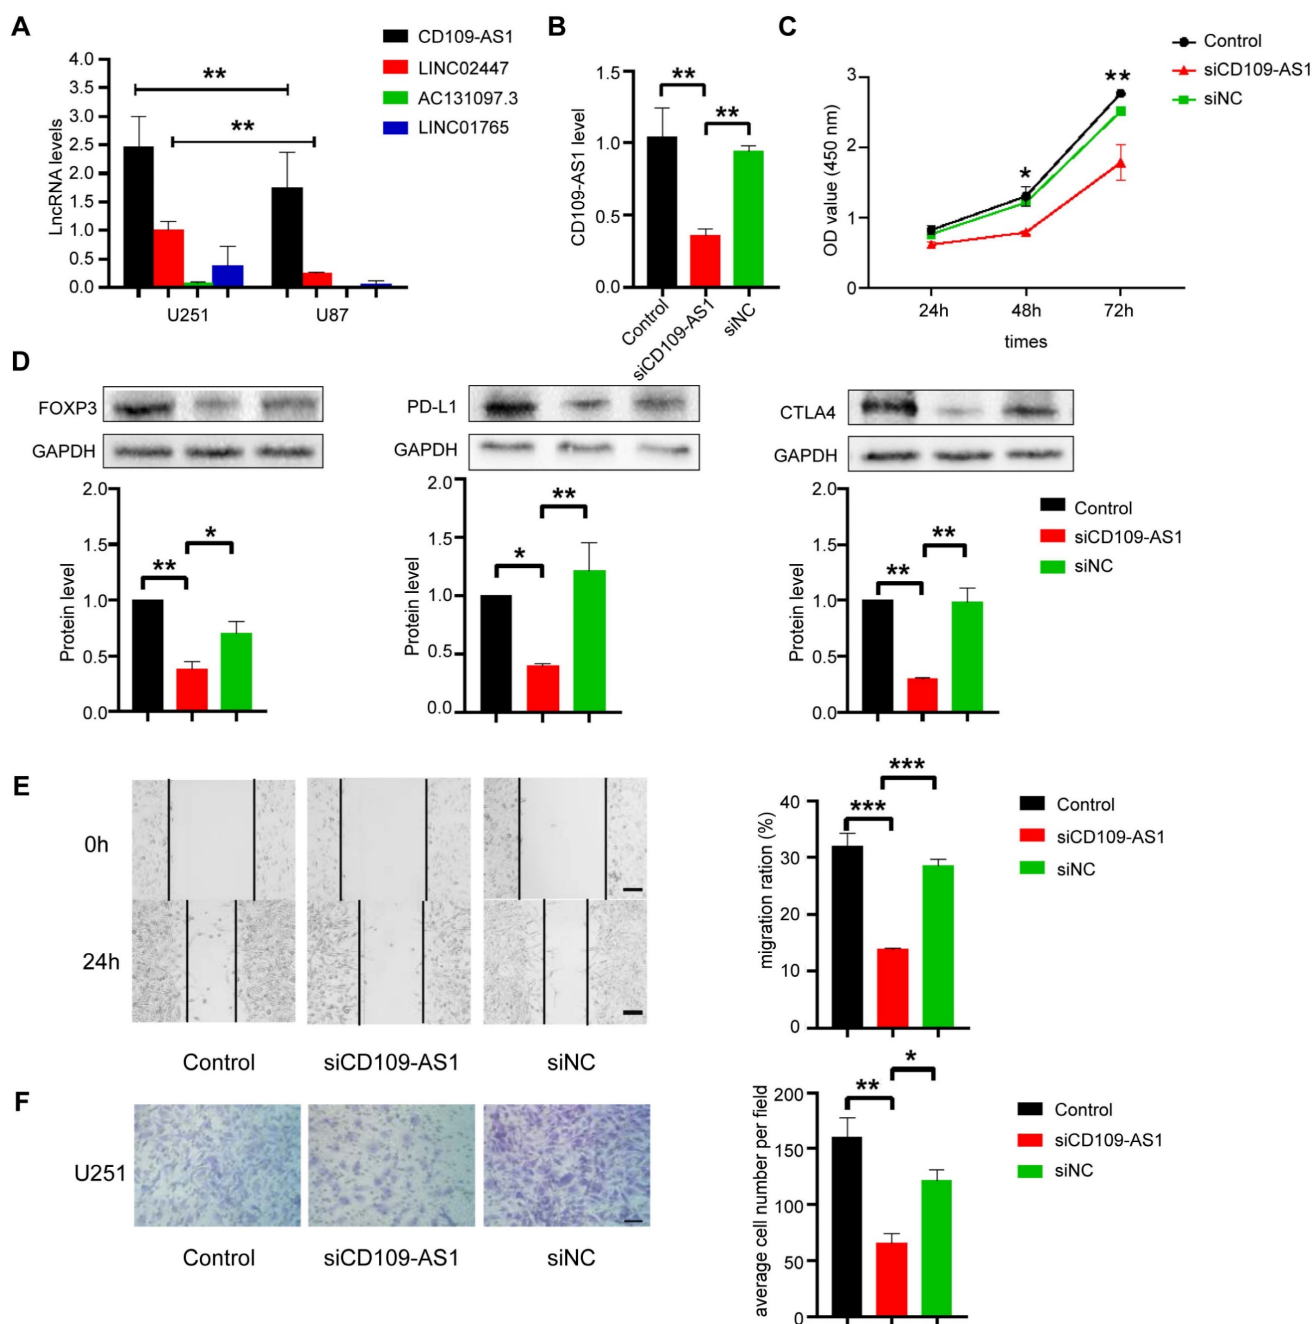 A
CD109-AS1
LINC02447
AC131097.3
LINC01765
LncRNA levels
4.0
3.5
3.0
2.5
2.0
1.5
1.0
0.5
0.0
**
**
U251
U87
B
CD109-AS1 level
1.5
1.0
0.5
0.0
**
**
Control
siCD109-AS1
siNC
C
Control
siCD109-AS1
siNC
OD value (450 nm)
3
2
1
0
*
**
24h
48h
72h
times
D
FOXP3
GAPDH
Protein level
2.0
1.5
1.0
0.5
0.0
**
*
PD-L1
GAPDH
Protein level
2.0
1.5
1.0
0.5
0.0
*
**
CTLA4
GAPDH
Protein level
2.0
1.5
1.0
0.5
0.0
**
**
Control
siCD109-AS1
siNC
E
0h
24h
Control
siCD109-AS1
siNC
migration ration (%)
40
30
20
10
0
***
***
Control
siCD109-AS1
siNC
F
U251
Control
siCD109-AS1
siNC
average cell number per field
200
150
100
50
0
**
*
Control
siCD109-AS1
siNC